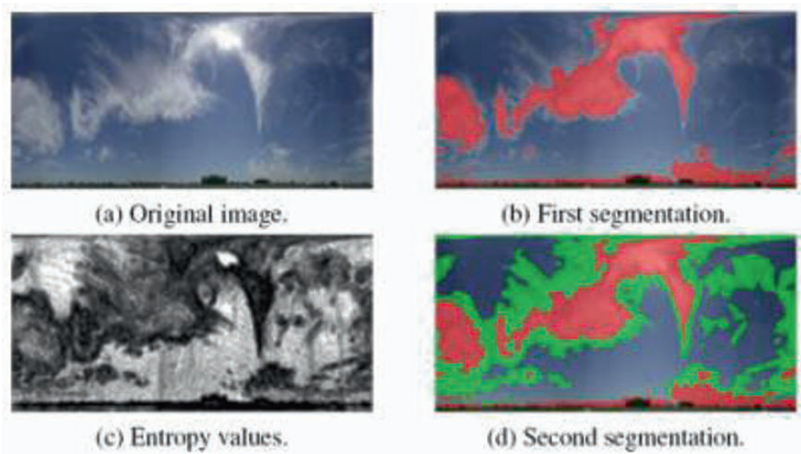 (a) Original image.
(b) First segmentation.
(c) Entropy values.
(d) Second segmentation.